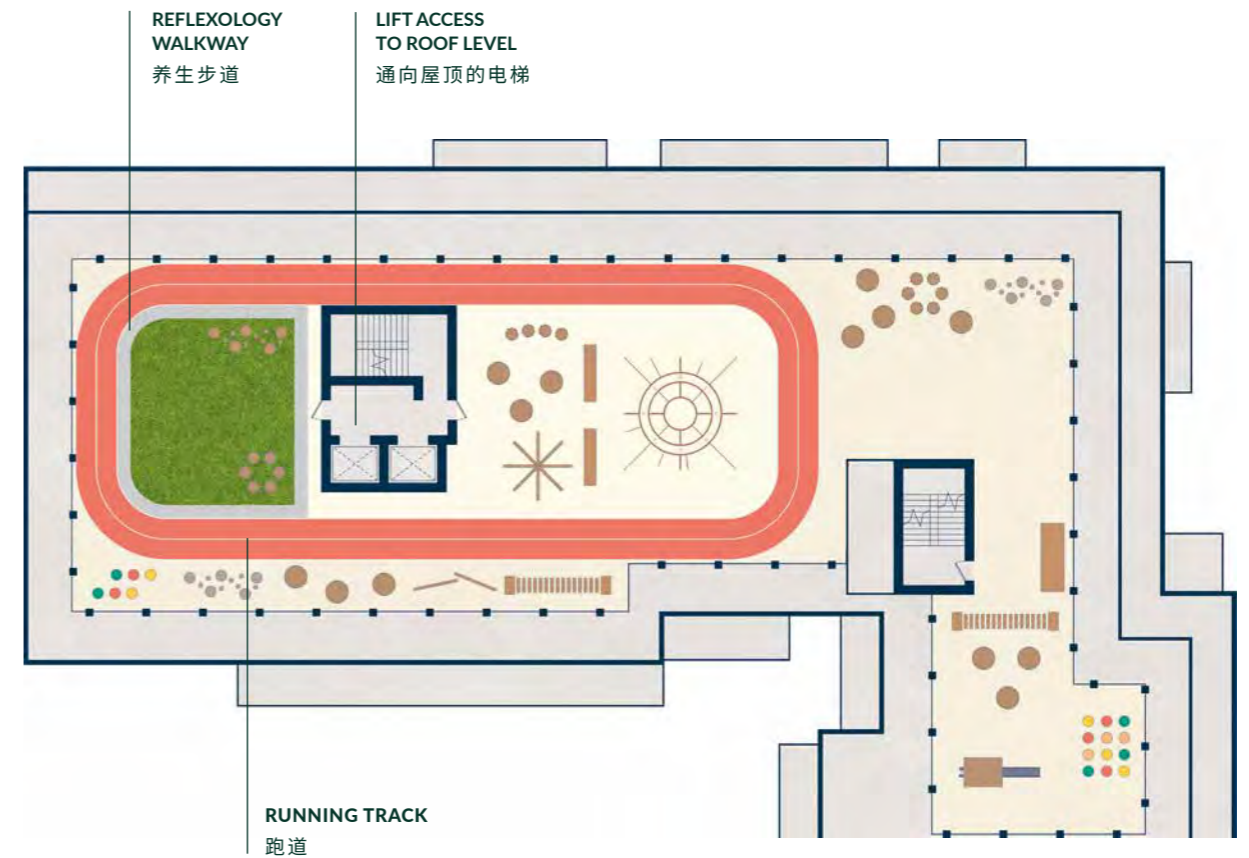 REFLEXOLOGY
WALKWAY
养生步道
LIFT ACCESS
TO ROOF LEVEL
通向屋顶的电梯
RUNNING TRACK
跑道